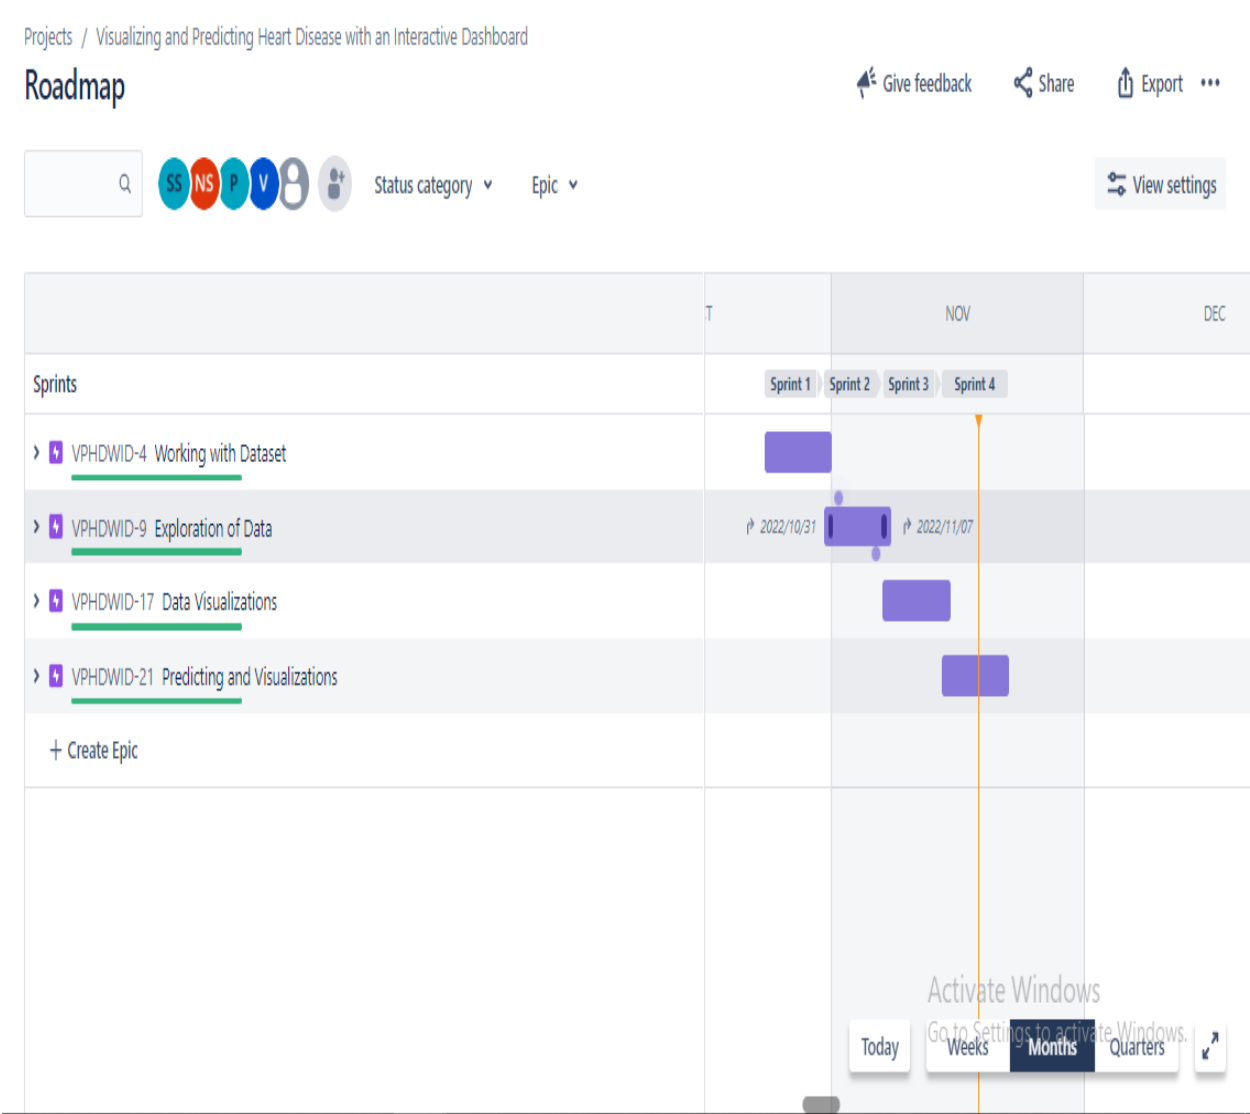 Projects / Visualizing and Predicting Heart Disease with an Interactive Dashboard
Roadmap
Give feedback Share Export
SS NS P V Status category Epic View settings
T NOV DEC
Sprints Sprint 1 Sprint 2 Sprint 3 Sprint 4
VPHDWID-4 Working with Dataset
VPHDWID-9 Exploration of Data 2022/10/31 2022/11/07
VPHDWID-17 Data Visualizations
VPHDWID-21 Predicting and Visualizations
+ Create Epic
Activate Windows
Go to Settings to activate Windows.
Today Weeks Months Quarters